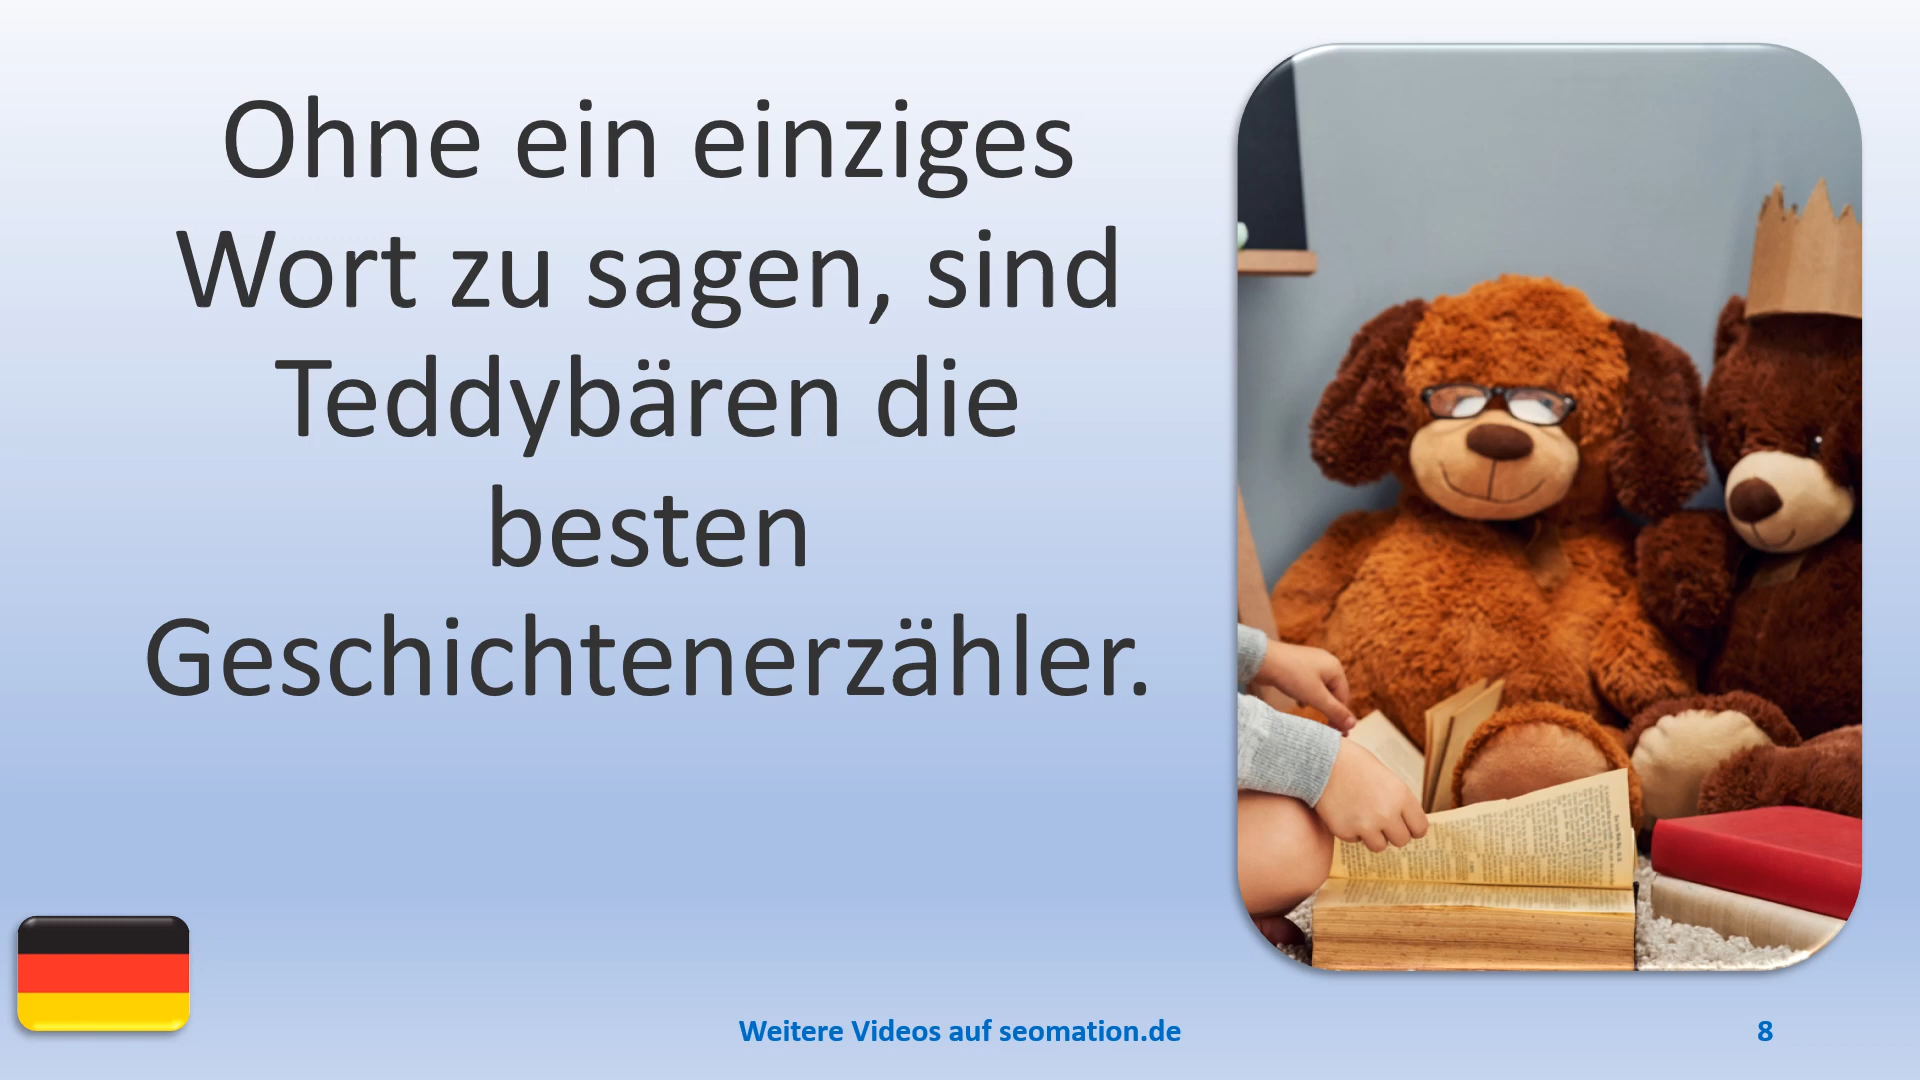 Ohne ein einziges
Wort zu sagen, sind
Teddybären die
besten
Geschichtenerzähler.
Weitere Videos auf seomation.de
8